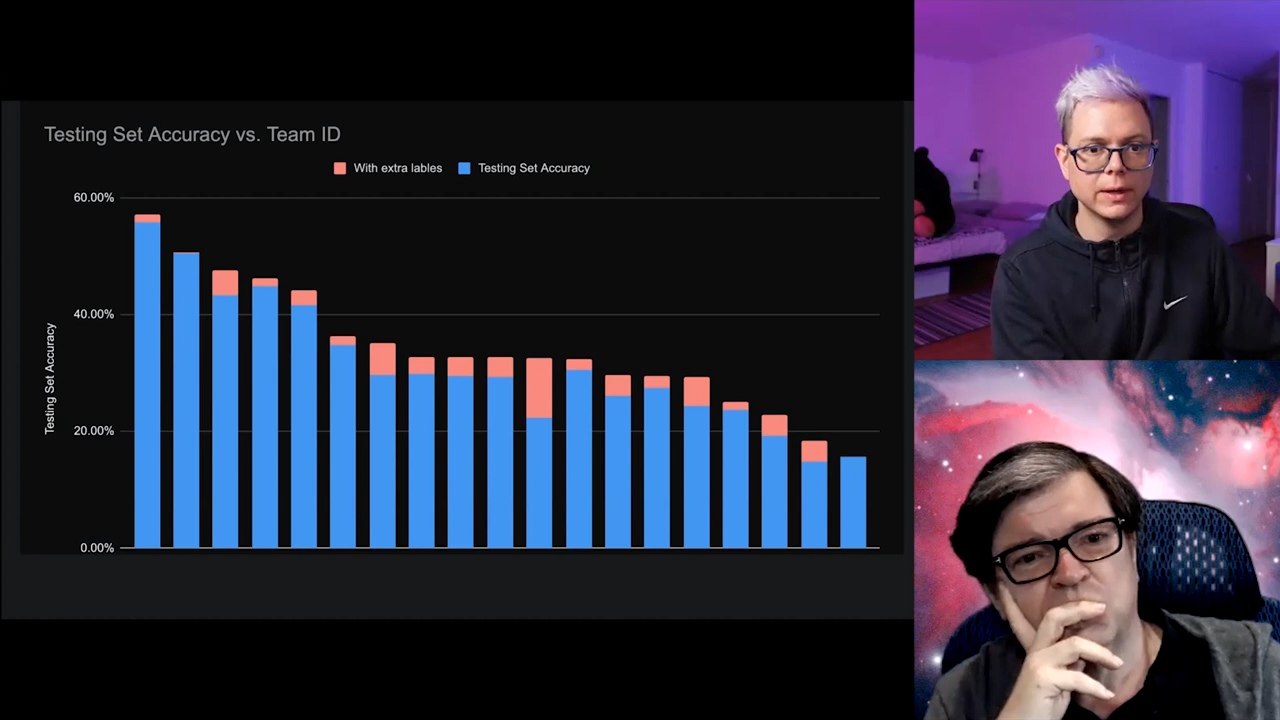 Testing Set Accuracy vs. Team ID
With extra lables
Testing Set Accuracy
60.00%
40.00%
20.00%
0.00%
Testing Set Accuracy